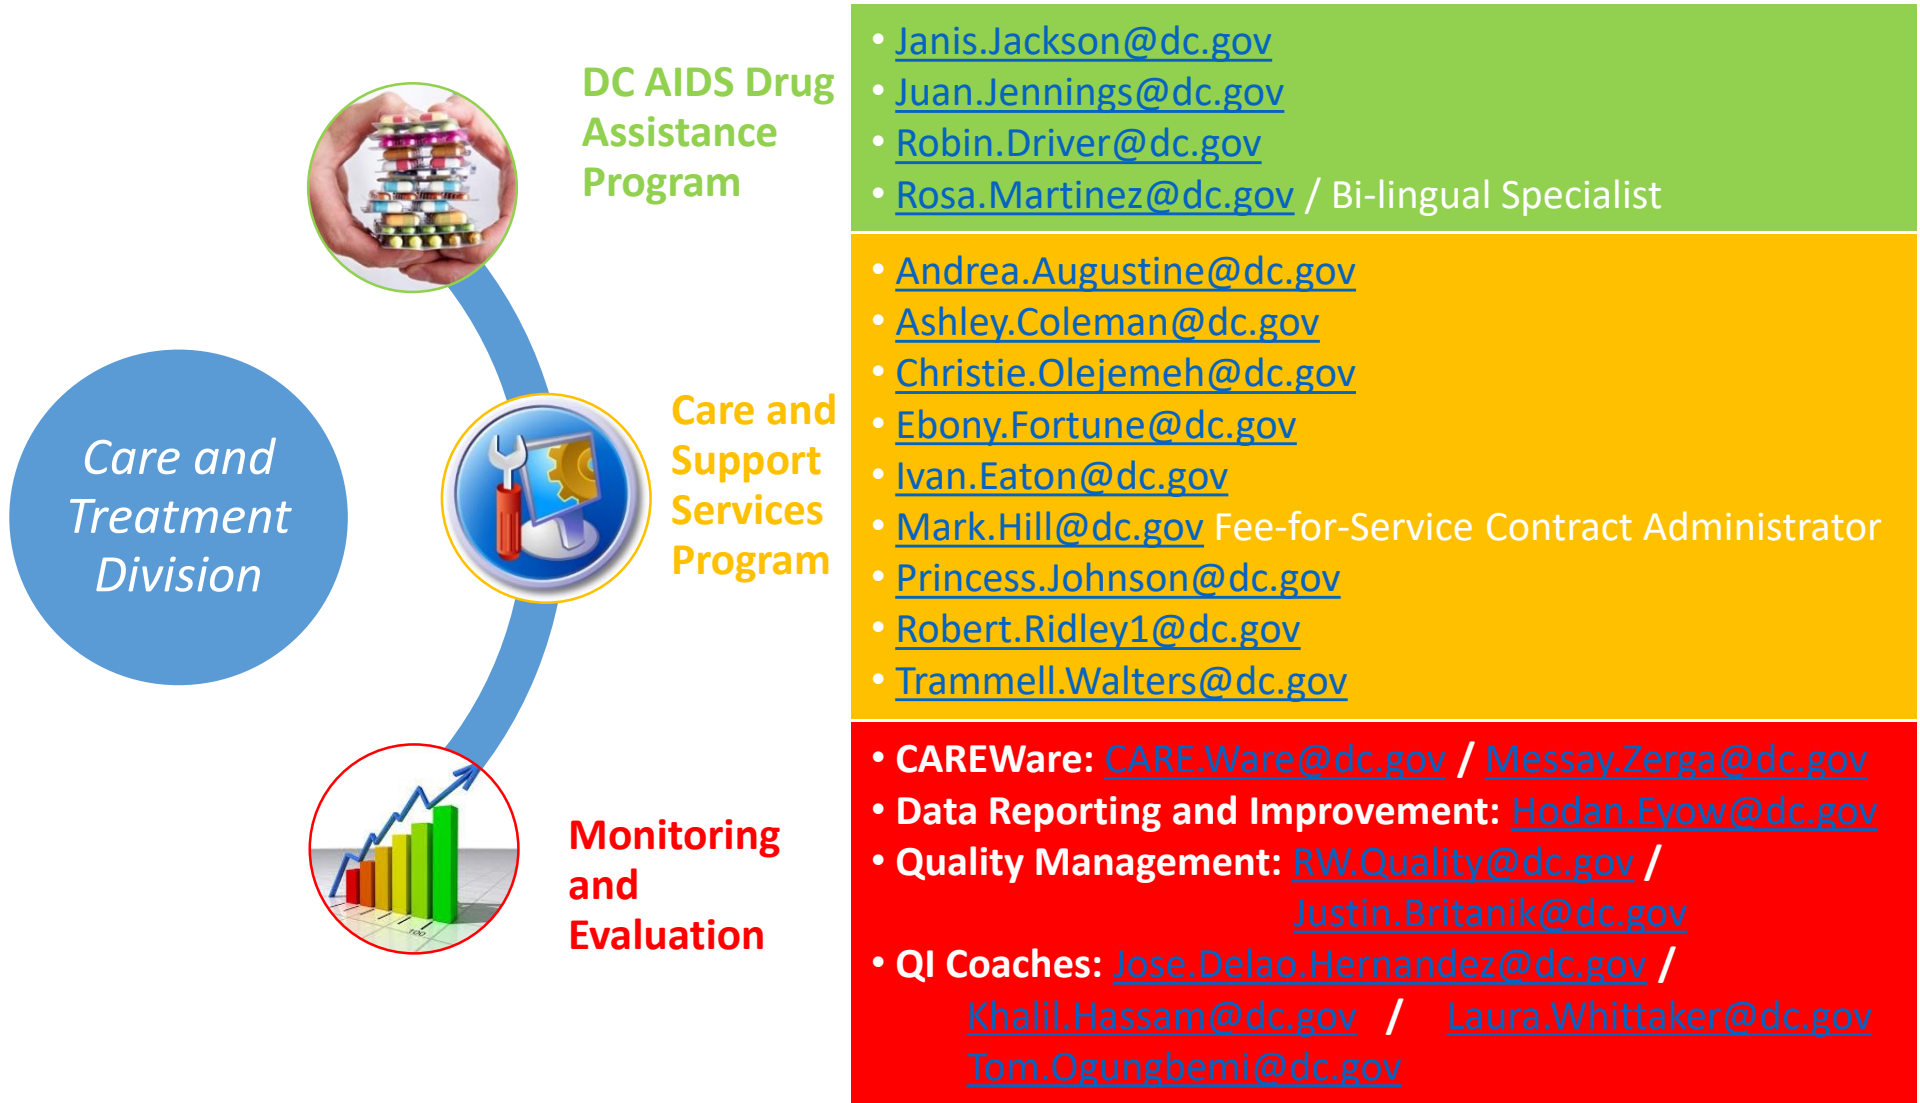 Care and
Treatment
Division
DC AIDS Drug
Assistance
Program
• Janis.Jackson@dc.gov
• Juan.Jennings@dc.gov
• Robin.Driver@dc.gov
• Rosa.Martinez@dc.gov / Bi-lingual Specialist
Care and
Support
Services
Program
• Andrea.Augustine@dc.gov
• Ashley.Coleman@dc.gov
• Christie.Olejemeh@dc.gov
• Ebony.Fortune@dc.gov
• Ivan.Eaton@dc.gov
• Mark.Hill@dc.gov Fee-for-Service Contract Administrator
• Princess.Johnson@dc.gov
• Robert.Ridley1@dc.gov
• Trammell.Walters@dc.gov
Monitoring
and
Evaluation
100
• CAREWare: CARE.Ware@dc.gov / Messay.Zerga@dc.gov
• Data Reporting and Improvement: Hodan.Eyow@dc.gov
• Quality Management: RW.Quality@dc.gov /
Justin.Britanik@dc.gov
• QI Coaches: Jose.Delao.Hernandez@dc.gov /
Khalil.Hassam@dc.gov / Laura.Whittaker@dc.gov
Tom.Ogungbemi@dc.gov